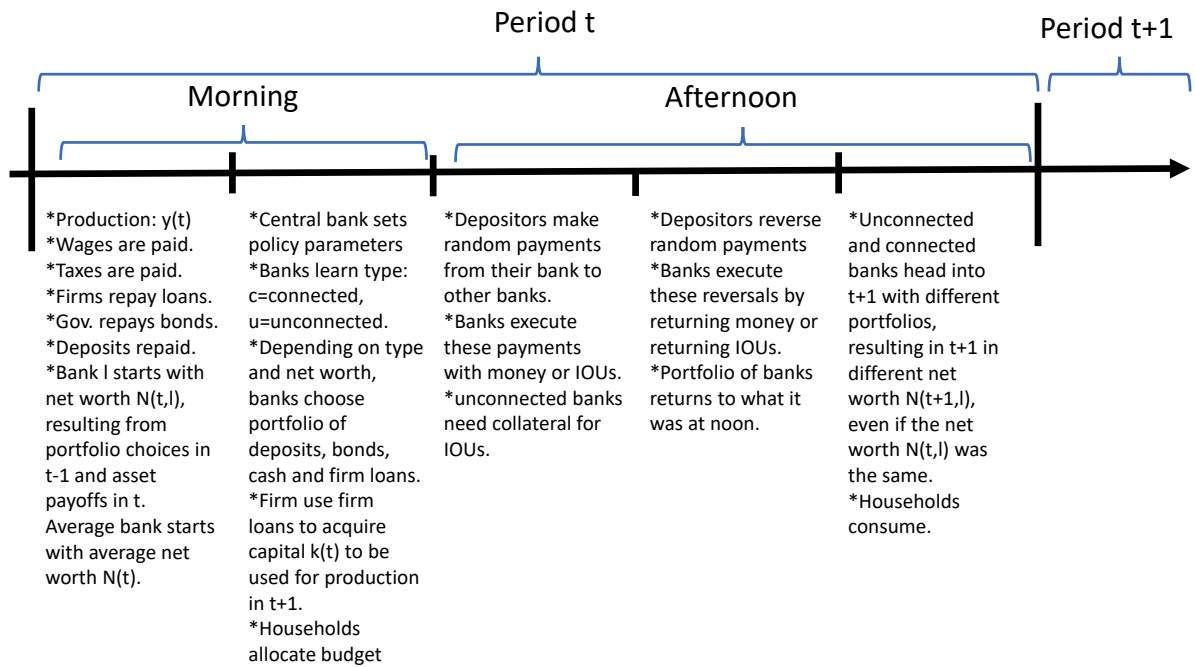 Period t
Period t+1
Morning
Afternoon
*Production: y(t)
*Wages are paid.
*Taxes are paid.
*Firms repay loans.
*Gov. repays bonds.
*Deposits repaid.
*Bank l starts with
net worth N(t,l),
resulting from
portfolio choices in
t-1 and asset
payoffs in t.
Average bank starts
with average net
worth N(t).
*Central bank sets
policy parameters
*Banks learn type:
c=connected,
u=unconnected.
*Depending on type
and net worth,
banks choose
portfolio of
deposits, bonds,
cash and firm loans.
*Firm use firm
loans to acquire
capital k(t) to be
used for production
in t+1.
*Households
allocate budget
*Depositors make
random payments
from their bank to
other banks.
*Banks execute
these payments
with money or IOUs.
*unconnected banks
need collateral for
IOUs.
*Depositors reverse
random payments
*Banks execute
these reversals by
returning money or
returning IOUs.
*Portfolio of banks
returns to what it
was at noon.
*Unconnected
and connected
banks head into
t+1 with different
portfolios,
resulting in t+1 in
different net
worth N(t+1,l),
even if the net
worth N(t,l) was
the same.
*Households
consume.